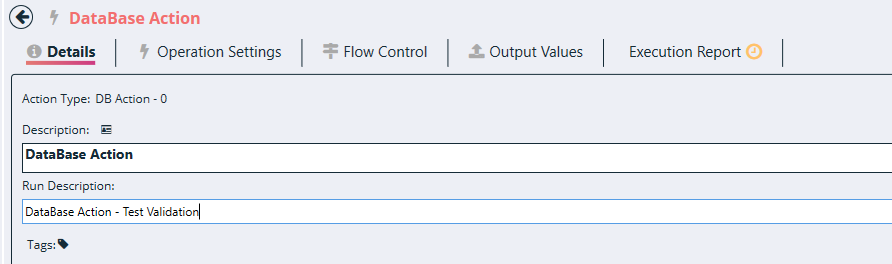 DataBase Action
Details Operation Settings Flow Control Output Values Execution Report
Action Type: DB Action - 0
Description:
DataBase Action
Run Description:
DataBase Action - Test Validation
Tags: